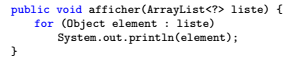 public void afficher(ArrayList<?> liste) {
for (Object element : liste)
System.out.println(element);
}